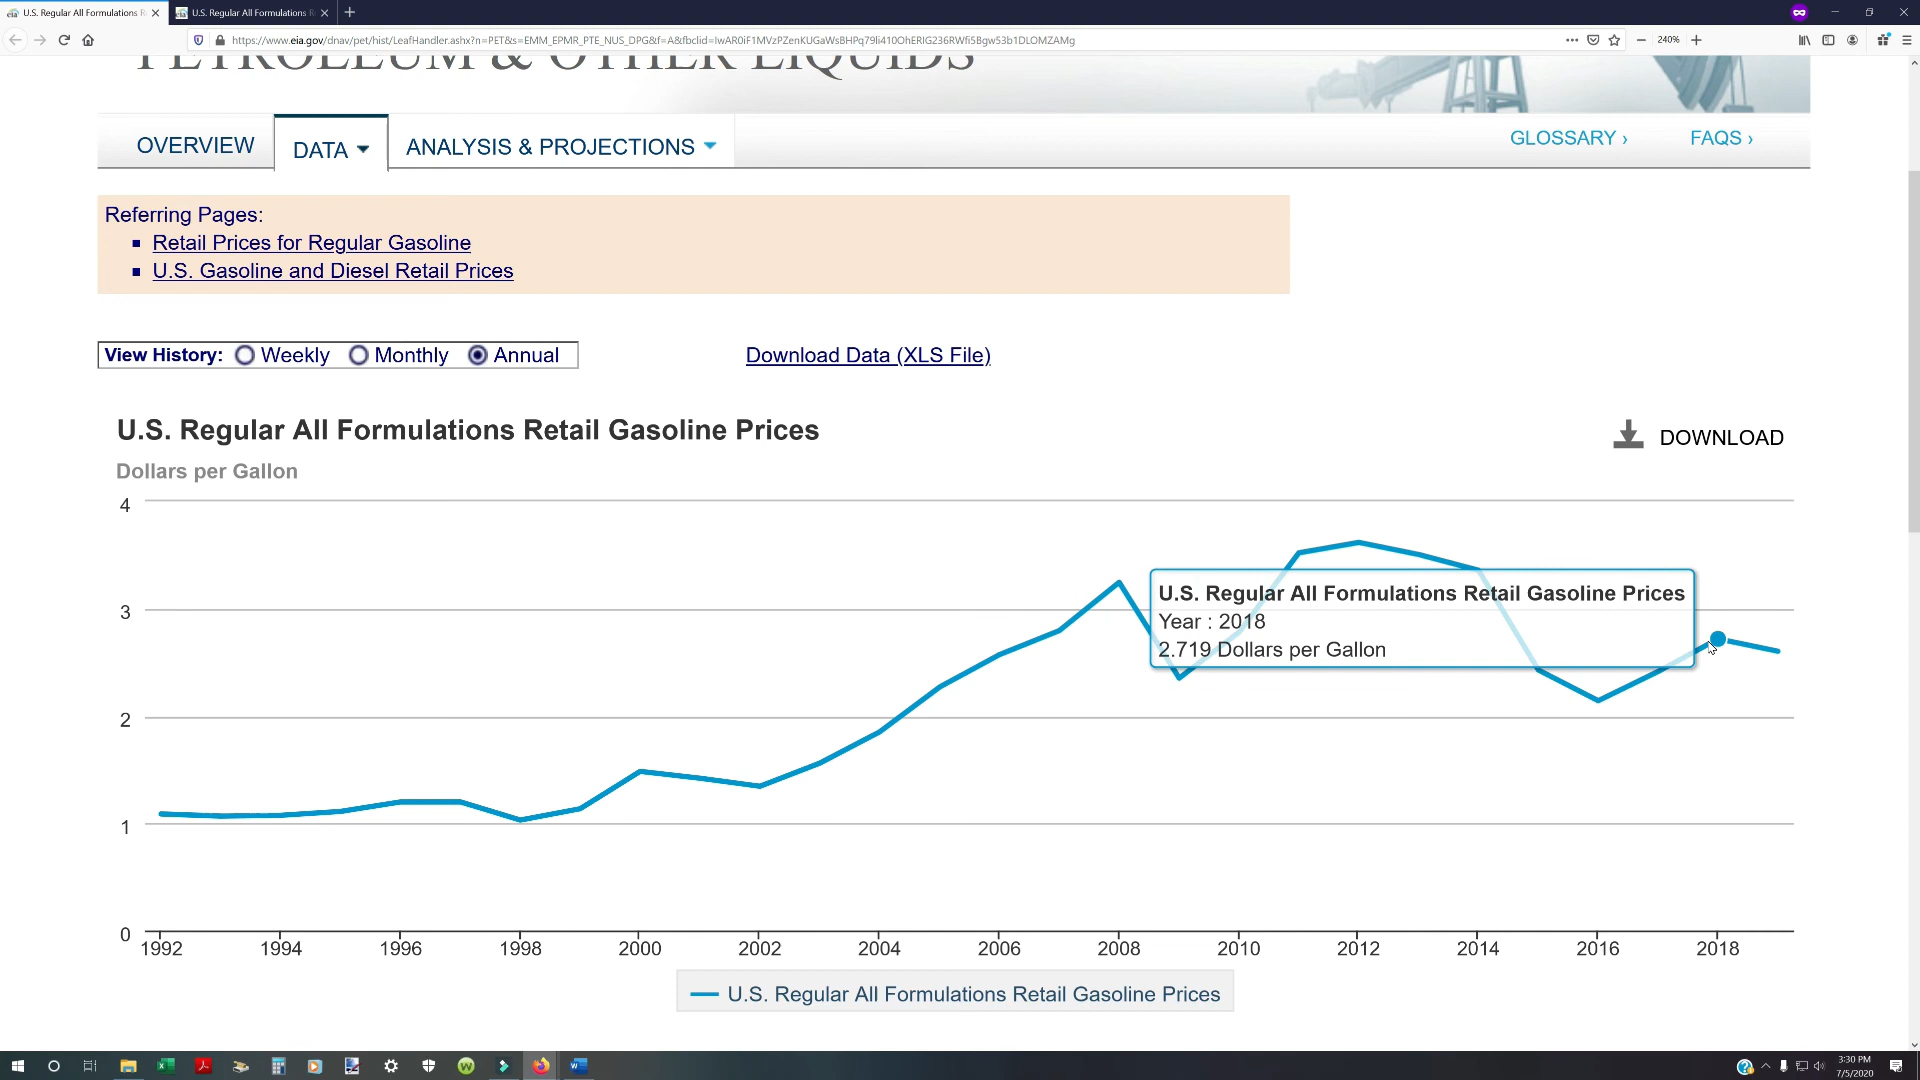 U.S. Regular All Formulations R
U.S. Regular All Formulations
https://www.eia.gov/dnav/pet/hist/LeafHandler.ashx?n=PET&s=EMM_EPMR_PTE_NUS_DPG&f=A&fbclid=
240%
PETROLEUM & OTHER LIQUIDS
OVERVIEW
DATA
ANALYSIS & PROJECTIONS
GLOSSARY ›
FAQS ›
Referring Pages:
Retail Prices for Regular Gasoline
U.S. Gasoline and Diesel Retail Prices
View History: Weekly Monthly Annual
Download Data (XLS File)
U.S. Regular All Formulations Retail Gasoline Prices
DOWNLOAD
Dollars per Gallon
4
3
2
1
0
U.S. Regular All Formulations Retail Gasoline Prices
Year : 2018
2.719 Dollars per Gallon
1992 1994 1996 1998 2000 2002 2004 2006 2008 2010 2012 2014 2016 2018
U.S. Regular All Formulations Retail Gasoline Prices
3:30 PM
7/5/2020